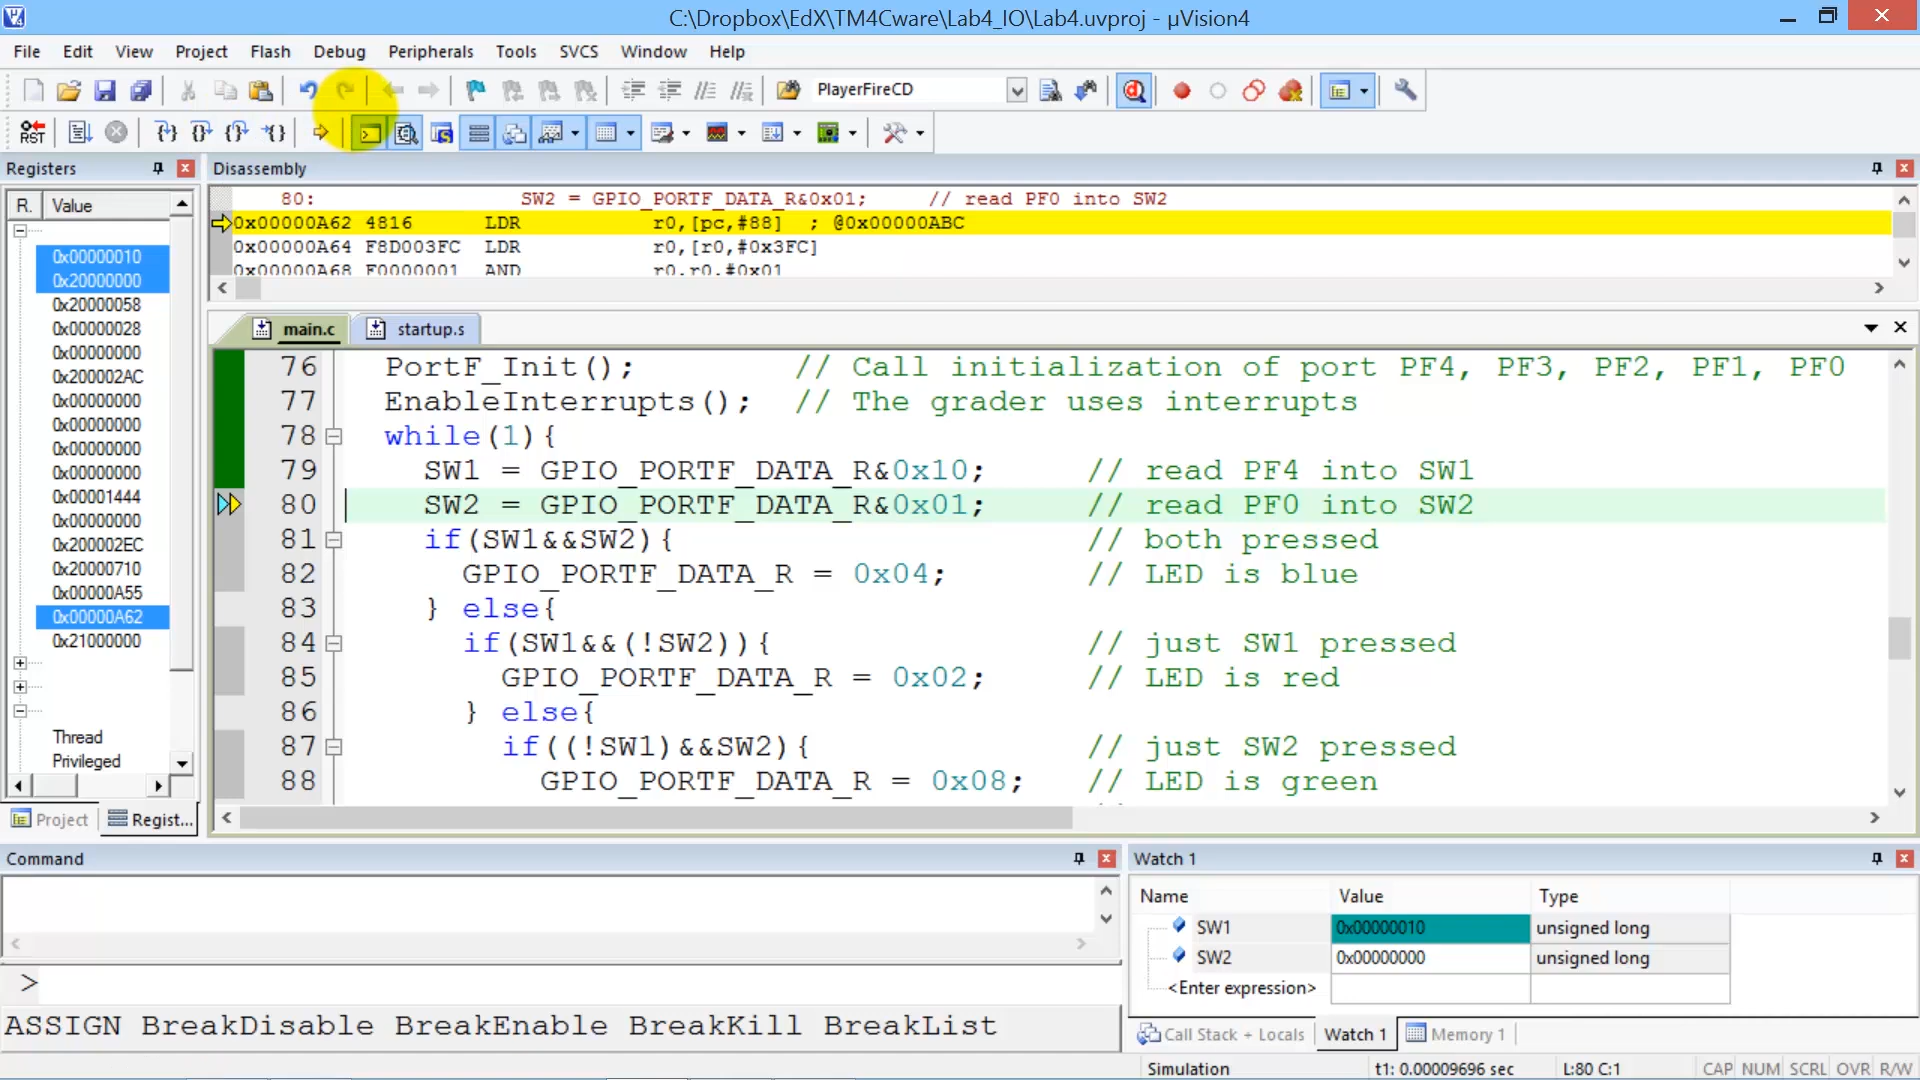 C:\Dropbox\EdX\TM4Cware\Lab4_IO\Lab4.uvproj - µVision4
File Edit View Project Flash Debug Peripherals Tools SVCS Window Help
PlayerFireCD
RST
Registers
R. Value
0x00000010
0x20000000
0x20000058
0x00000028
0x00000000
0x200002AC
0x00000000
0x00000000
0x00000000
0x00000000
0x00001444
0x00000000
0x200002EC
0x20000710
0x00000A55
0x00000A62
0x21000000
Thread
Privileged
Project Regist...
Disassembly
80: SW2 = GPIO_PORTF_DATA_R&0x01; // read PF0 into SW2
0x00000A62 4816 LDR r0,[pc,#88] ; @0x00000ABC
0x00000A64 F8D003FC LDR r0,[r0,#0x3FC]
0x00000A68 F0000001 AND r0,r0,#0x01
main.c startup.s
76 PortF_Init(); // Call initialization of port PF4, PF3, PF2, PF1, PF0
77 EnableInterrupts(); // The grader uses interrupts
78 while(1){
79 SW1 = GPIO_PORTF_DATA_R&0x10; // read PF4 into SW1
80 SW2 = GPIO_PORTF_DATA_R&0x01; // read PF0 into SW2
81 if(SW1&&SW2){ // both pressed
82 GPIO_PORTF_DATA_R = 0x04; // LED is blue
83 } else{
84 if(SW1&&(!SW2)){ // just SW1 pressed
85 GPIO_PORTF_DATA_R = 0x02; // LED is red
86 } else{
87 if((!SW1)&&SW2){ // just SW2 pressed
88 GPIO_PORTF_DATA_R = 0x08; // LED is green
Command
>
ASSIGN BreakDisable BreakEnable BreakKill BreakList
Watch 1
Name Value Type
SW1 0x00000010 unsigned long
SW2 0x00000000 unsigned long
<Enter expression>
Call Stack + Locals Watch 1 Memory 1
Simulation t1: 0.00009696 sec L:80 C:1 CAP NUM SCRL OVR R/W